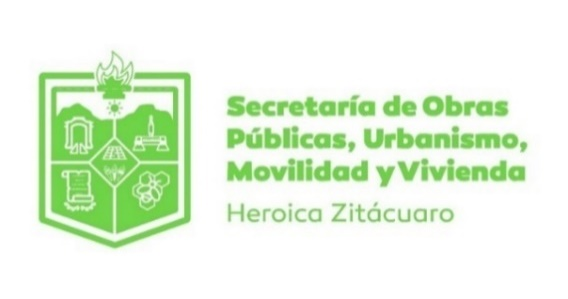 Secretaría de Obras
Públicas, Urbanismo,
Movilidad y Vivienda
Heroica Zitácuaro